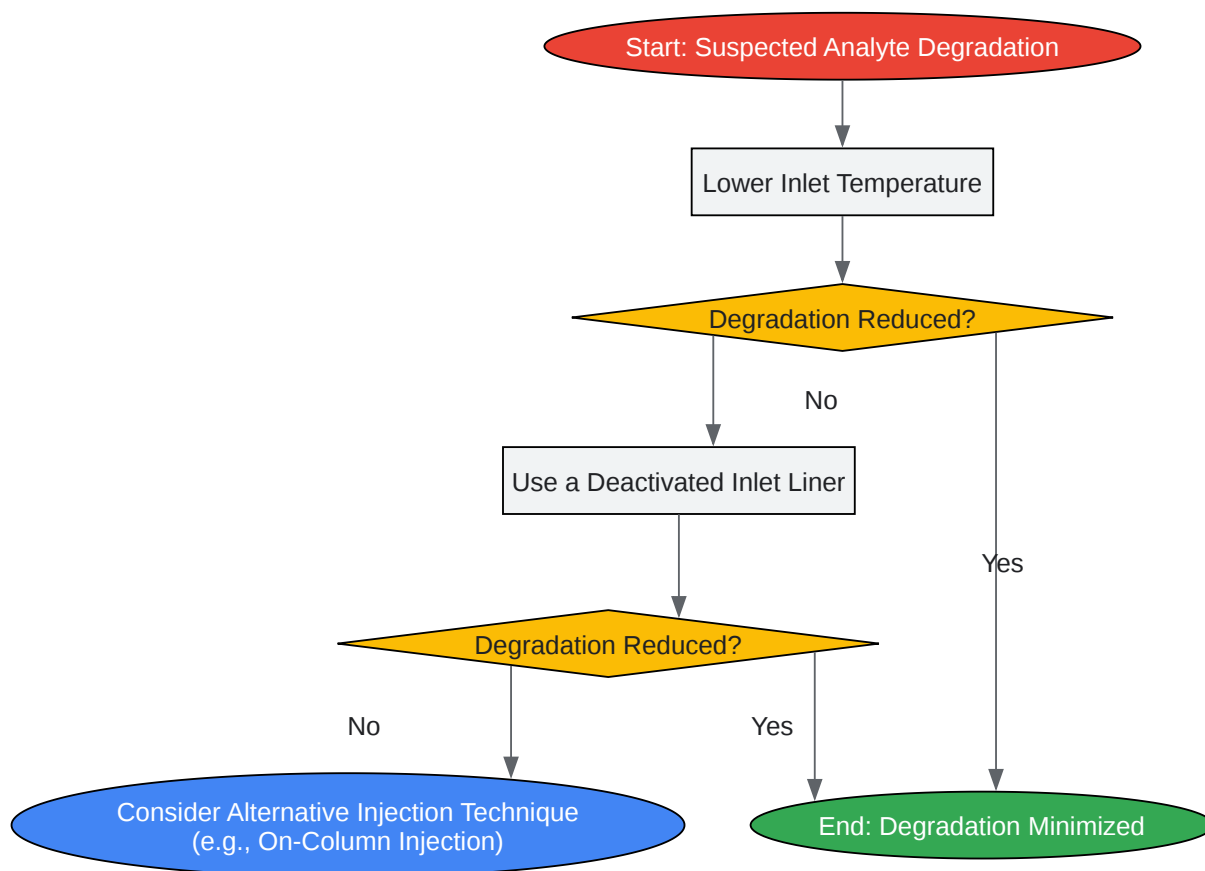 Start: Suspected Analyte Degradation
Lower Inlet Temperature
Degradation Reduced?
No
Use a Deactivated Inlet Liner
Yes
Degradation Reduced?
No
Yes
Consider Alternative Injection Technique
(e.g., On-Column Injection)
End: Degradation Minimized